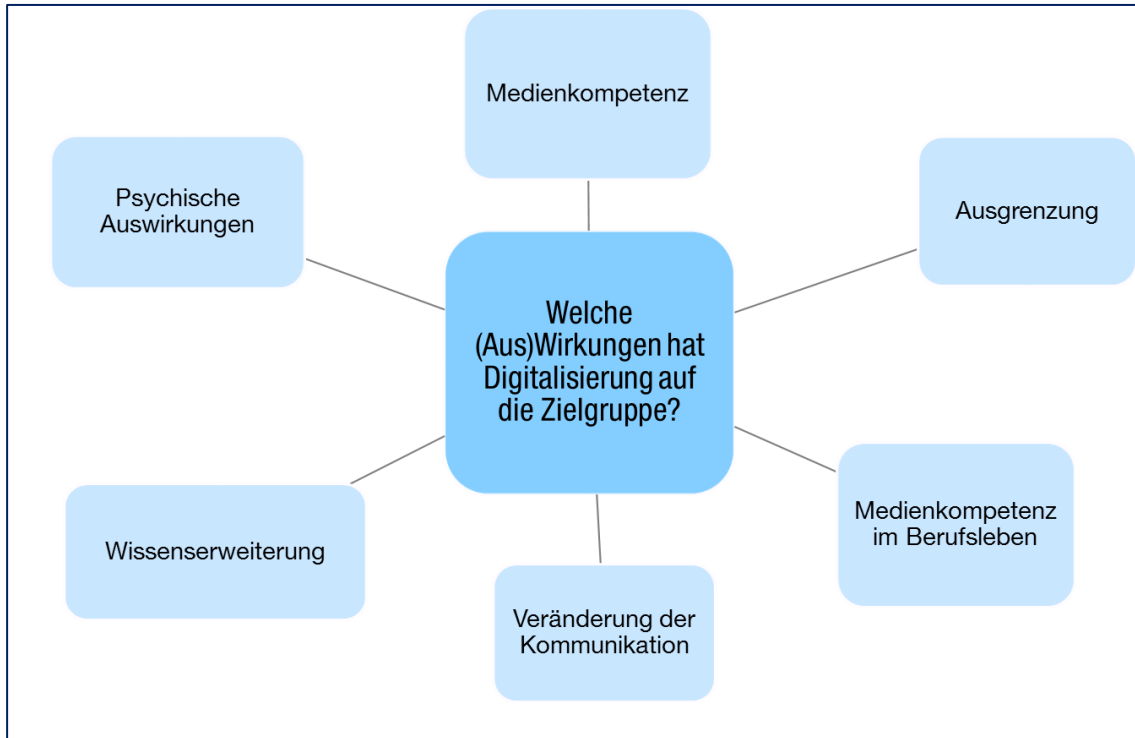 Medienkompetenz
Psychische
Auswirkungen
Ausgrenzung
Welche
(Aus)Wirkungen hat
Digitalisierung auf
die Zielgruppe?
Medienkompetenz
im Berufsleben
Wissenserweiterung
Veränderung der
Kommunikation